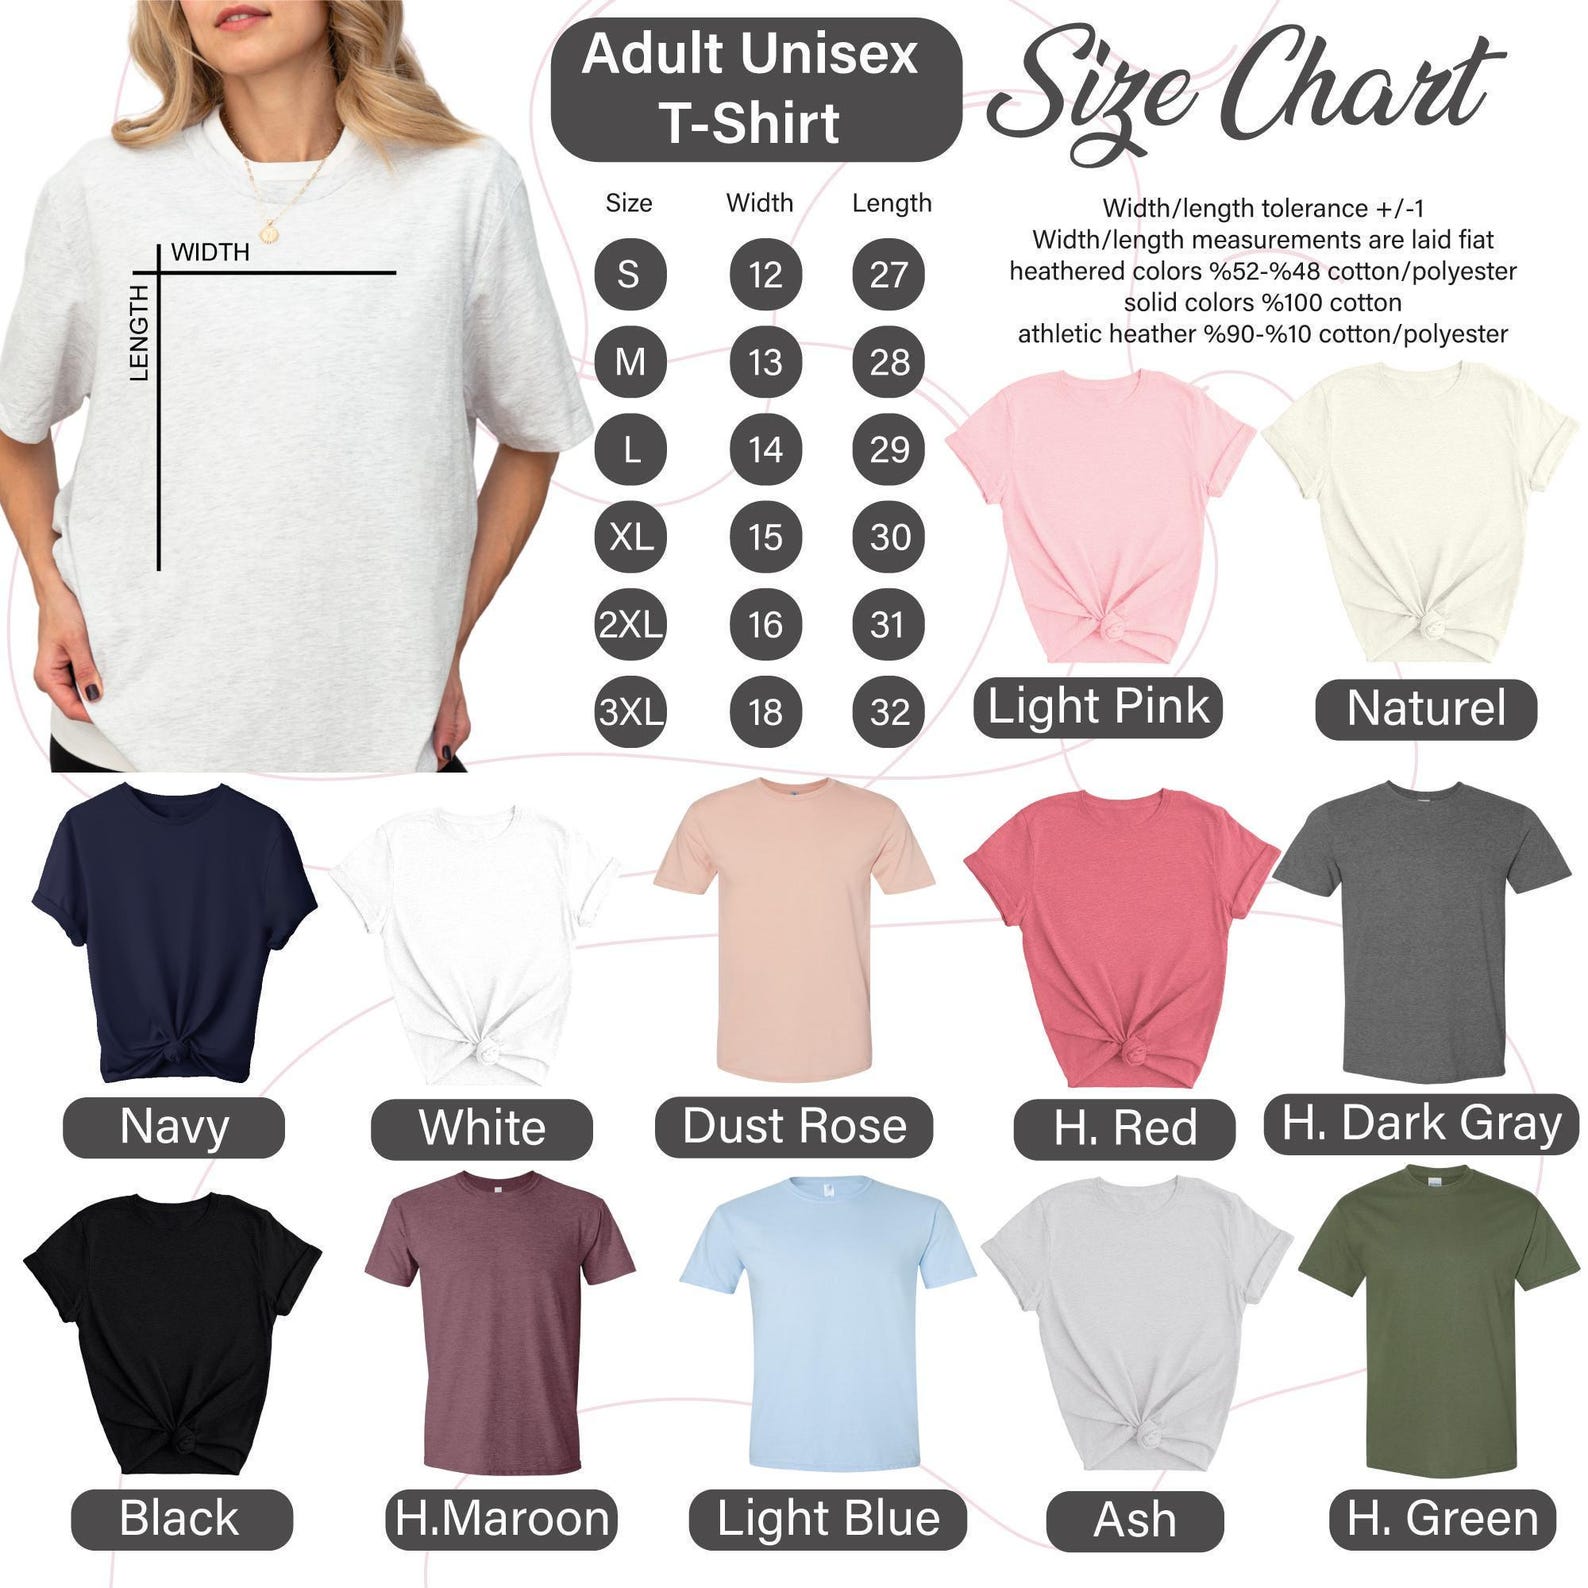 Adult Unisex
T-Shirt
Size Chart
WIDTH
LENGTH
Size Width Length
S 12 27
M 13 28
L 14 29
XL 15 30
2XL 16 31
3XL 18 32
Width/length tolerance +/-1
Width/length measurements are laid fiat
heathered colors %52-%48 cotton/polyester
solid colors %100 cotton
athletic heather %90-%10 cotton/polyester
Light Pink
Naturel
Navy
White
Dust Rose
H. Red
H. Dark Gray
Black
H.Maroon
Light Blue
Ash
H. Green